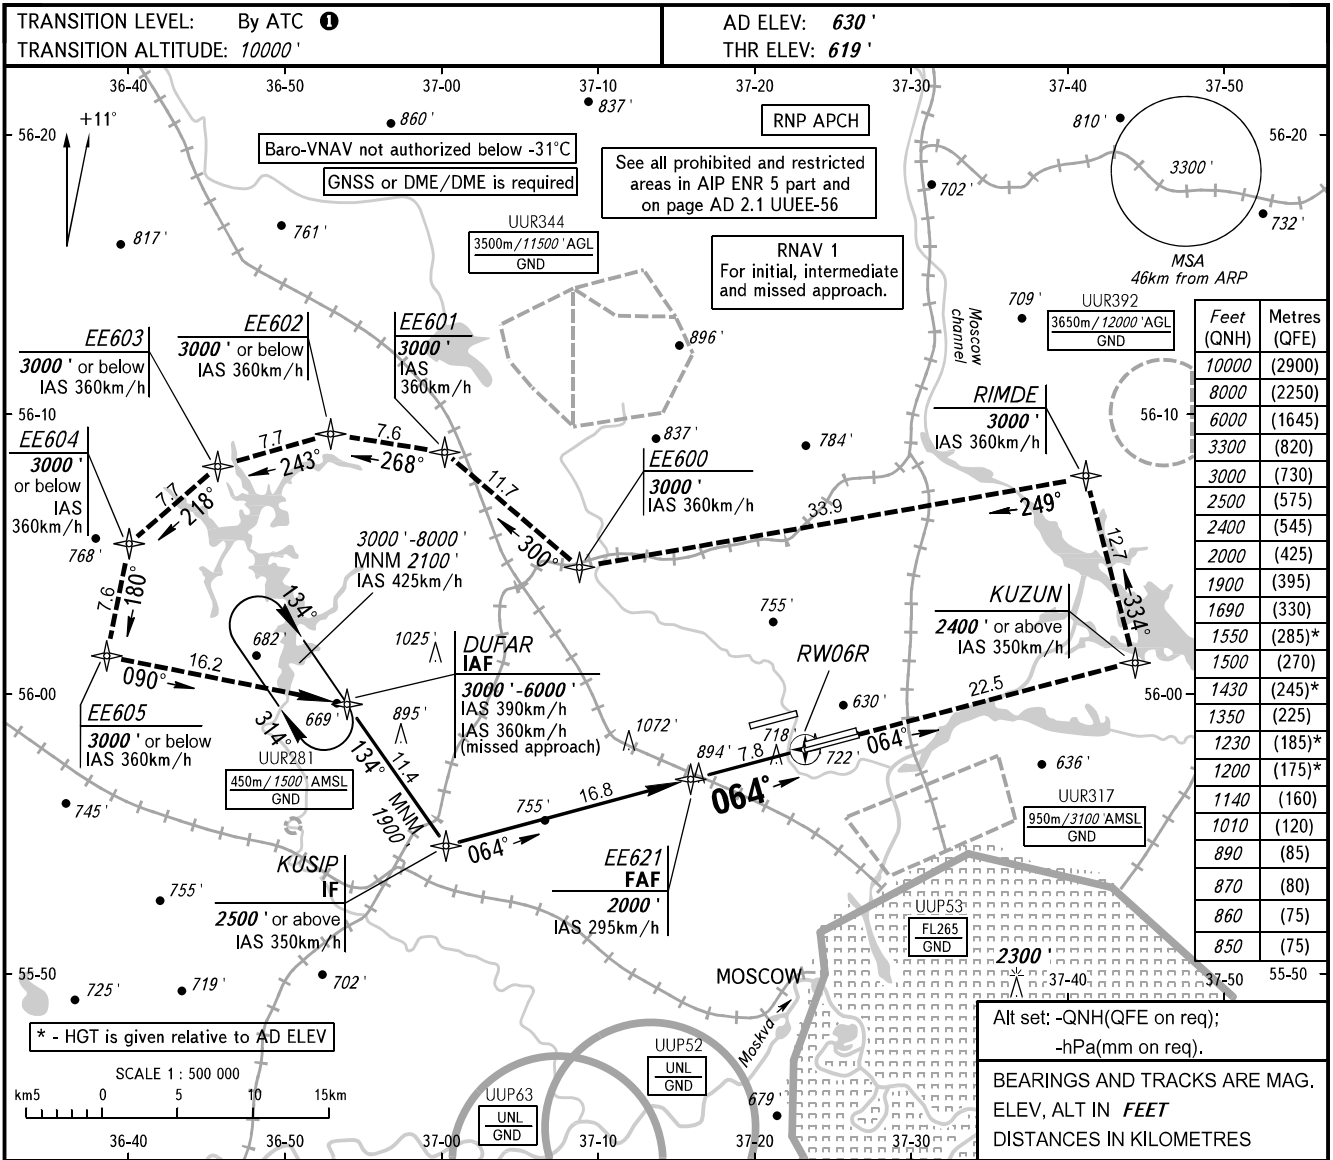 TRANSITION LEVEL: By ATC ❶
TRANSITION ALTITUDE: 10000 '
AD ELEV: 630 '
THR ELEV: 619 '
36-40
36-50
37-00
37-10
37-20
37-30
37-40
37-50
+11°
56-20
860 '
837 '
RNP APCH
810 '
56-20
Baro-VNAV not authorized below -31°C
GNSS or DME/DME is required
See all prohibited and restricted
areas in AIP ENR 5 part and
on page AD 2.1 UUEE-56
3300 '
702 '
732 '
817 '
761 '
UUR344
3500m/11500 'AGL
GND
RNAV 1
For initial, intermediate
and missed approach.
MSA
46km from ARP
709 '
UUR392
3650m/12000 'AGL
GND
Moscow
channel
896 '
EE603
3000 ' or below
IAS 360km/h
EE602
3000 ' or below
IAS 360km/h
EE601
3000 '
IAS
360km/h
RIMDE
3000 '
IAS 360km/h
56-10
56-10
EE604
3000 '
or below
IAS
360km/h
768 '
7.7
243°
7.6
268°
7.7
218°
11.7
300°
837 '
784 '
EE600
3000 '
IAS 360km/h
33.9
249°
12.7
334°
3000 '-8000 '
MNM 2100 '
IAS 425km/h
7.6
180°
134°
682 '
1025 '
755 '
KUZUN
2400 ' or above
IAS 350km/h
DUFAR
IAF
3000 '-6000 '
IAS 390km/h
IAS 360km/h
(missed approach)
RW06R
16.2
090°
22.5
56-00
56-00
EE605
3000 ' or below
IAS 360km/h
669 '
314°
895 '
134°
11.4
MNM
1900
630 '
1072 '
718 '
722 '
894 '
7.8
064°
064°
636 '
UUR281
450m/1500 'AMSL
GND
745 '
755 '
16.8
064°
UUR317
950m/3100 'AMSL
GND
KUSIP
IF
2500 ' or above
IAS 350km/h
EE621
FAF
2000 '
IAS 295km/h
755 '
UUP53
FL265
GND
2300 '
55-50
725 '
719 '
702 '
MOSCOW
37-40
37-50
55-50
* - HGT is given relative to AD ELEV
Moskva
UUP52
UNL
GND
UUP63
UNL
GND
679 '
SCALE 1 : 500 000
km5 0 5 10 15km
36-40
36-50
37-00
37-10
37-20
37-30
Feet (QNH) Metres (QFE)
10000 (2900)
8000 (2250)
6000 (1645)
3300 (820)
3000 (730)
2500 (575)
2400 (545)
2000 (425)
1900 (395)
1690 (330)
1550 (285)*
1500 (270)
1430 (245)*
1350 (225)
1230 (185)*
1200 (175)*
1140 (160)
1010 (120)
890 (85)
870 (80)
860 (75)
850 (75)
Alt set: -QNH(QFE on req);
-hPa(mm on req).
BEARINGS AND TRACKS ARE MAG.
ELEV, ALT IN FEET
DISTANCES IN KILOMETRES